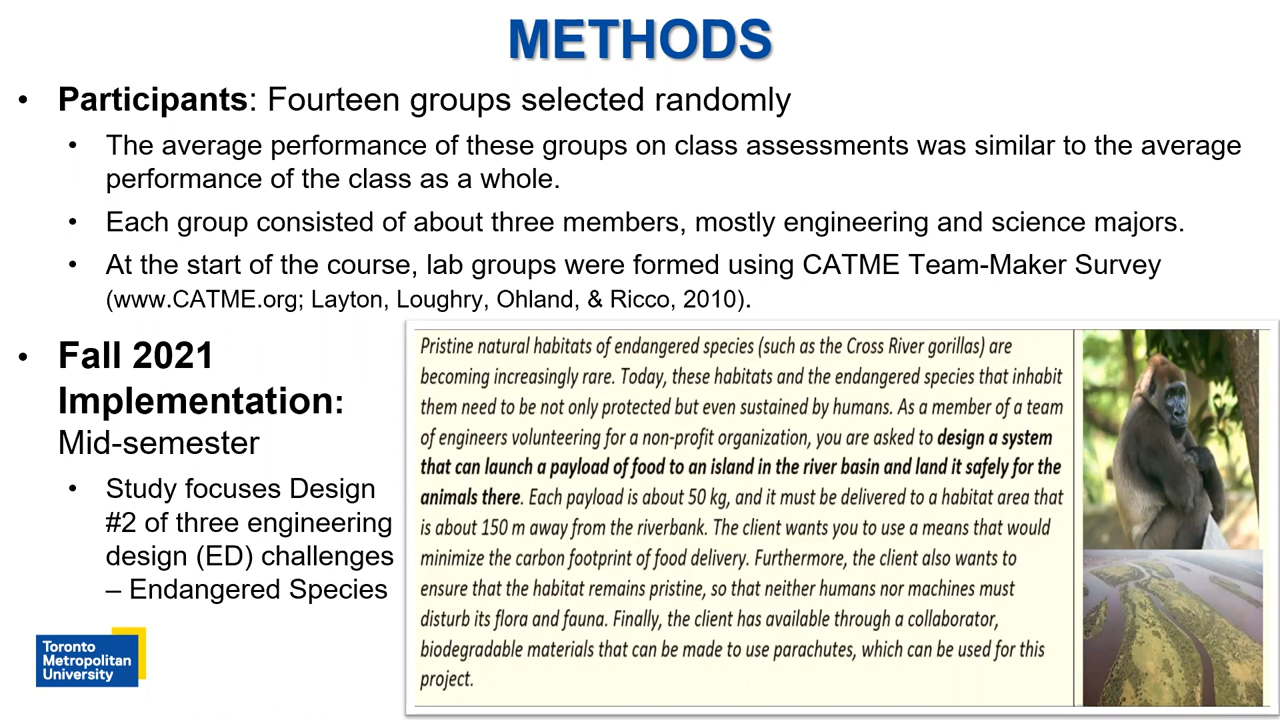 METHODS
• Participants: Fourteen groups selected randomly
• The average performance of these groups on class assessments was similar to the average
performance of the class as a whole.
• Each group consisted of about three members, mostly engineering and science majors.
• At the start of the course, lab groups were formed using CATME Team-Maker Survey
(www.CATME.org; Layton, Loughry, Ohland, & Ricco, 2010).
• Fall 2021
Implementation:
Mid-semester
• Study focuses Design
#2 of three engineering
design (ED) challenges
– Endangered Species
Pristine natural habitats of endangered species (such as the Cross River gorillas) are
becoming increasingly rare. Today, these habitats and the endangered species that inhabit
them need to be not only protected but even sustained by humans. As a member of a team
of engineers volunteering for a non-profit organization, you are asked to design a system
that can launch a payload of food to an island in the river basin and land it safely for the
animals there. Each payload is about 50 kg, and it must be delivered to a habitat area that
is about 150 m away from the riverbank. The client wants you to use a means that would
minimize the carbon footprint of food delivery. Furthermore, the client also wants to
ensure that the habitat remains pristine, so that neither humans nor machines must
disturb its flora and fauna. Finally, the client has available through a collaborator,
biodegradable materials that can be made to use parachutes, which can be used for this
project.
Toronto
Metropolitan
University